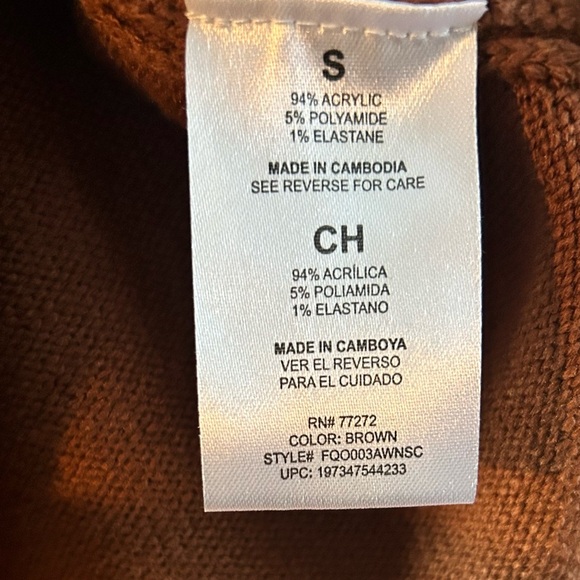 S
94% ACRYLIC
5% POLYAMIDE
1% ELASTANE
MADE IN CAMBODIA
SEE REVERSE FOR CARE
CH
94% ACRÍLICA
5% POLIAMIDA
1% ELASTANO
MADE IN CAMBOYA
VER EL REVERSO
PARA EL CUIDADO
RN# 77272
COLOR: BROWN
STYLE# FQO003AWNSC
UPC: 197347544233